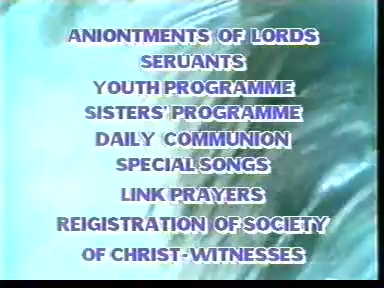 ANIONTMENTS OF LORDS
SERUANTS
YOUTH PROGRAMME
SISTERS' PROGRAMME
DAILY COMMUNION
SPECIAL SONGS
LINK PRAYERS
REIGISTRATION OF SOCIETY
OF CHRIST-WITNESSES